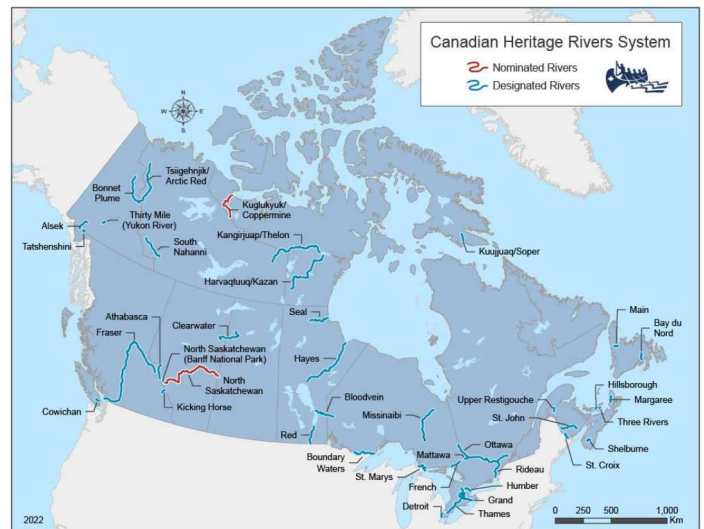 Canadian Heritage Rivers System
Nominated Rivers
Designated Rivers
N
W
E
S
Tsiigehnjik/
Arctic Red
Bonnet
Plume
Kuglukyuk/
Coppermine
Thirty Mile
(Yukon River)
Alsek
Tatshenshini
South
Nahanni
Kangirjuap/Thelon
Kuujjuaq/Soper
Harvaqtuuq/Kazan
Seal
Athabasca
Clearwater
Fraser
North Saskatchewan
(Banff National Park)
Hayes
North
Saskatchewan
Main
Bay du
Nord
Cowichan
Kicking Horse
Bloodvein
Missinaibi
Upper Restigouche
Hillsborough
Margaree
Red
St. John
Three Rivers
Boundary
Waters
Ottawa
Mattawa
Shelburne
St. Marys
French
Rideau
St. Croix
Humber
Grand
Detroit
Thames
2022
0 250 500 1,000
Km